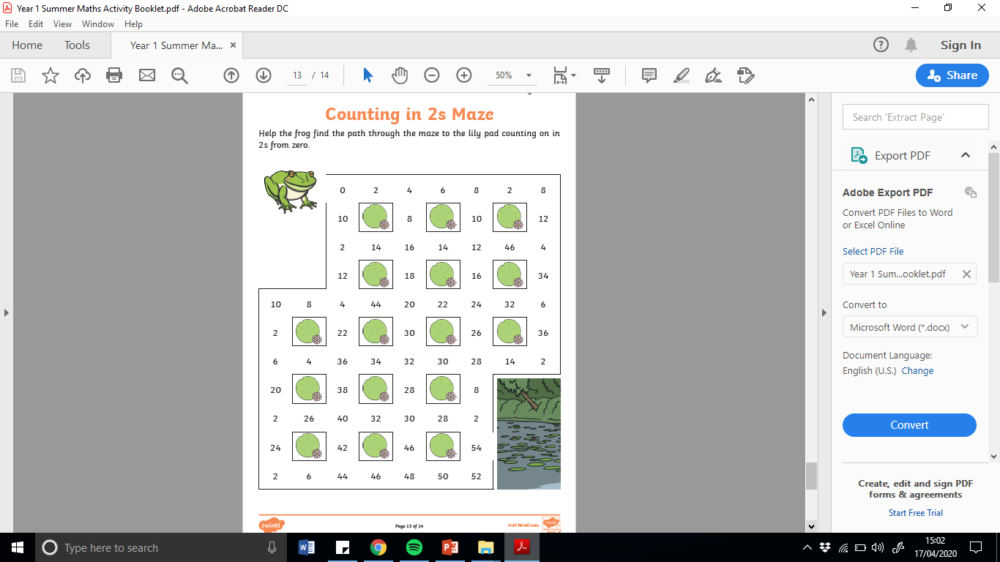 Year 1 Summer Maths Activity Booklet.pdf - Adobe Acrobat Reader DC
File Edit View Window Help
Home Tools Year 1 Summer Ma... Sign In
13 / 14 50% Share
Counting in 2s Maze
Help the frog find the path through the maze to the lily pad counting on in
2s from zero.
0 2 4 6 8 2 8
10 8 10 12
2 14 16 14 12 46 4
12 18 16 34
10 8 4 44 20 22 24 32 6
2 22 30 26 36
6 4 36 34 32 30 28 14 2
20 38 28 8
2 26 40 32 30 28 2
24 42 46 54
2 6 44 46 48 50 52
twinkl Page 13 of 14 visit twinkl.com
Search 'Extract Page'
Export PDF
Adobe Export PDF
Convert PDF Files to Word
or Excel Online
Select PDF File
Year 1 Sum...ooklet.pdf
Convert to
Microsoft Word (*.docx)
Document Language:
English (U.S.) Change
Convert
Create, edit and sign PDF
forms & agreements
Start Free Trial
Type here to search
15:02
17/04/2020